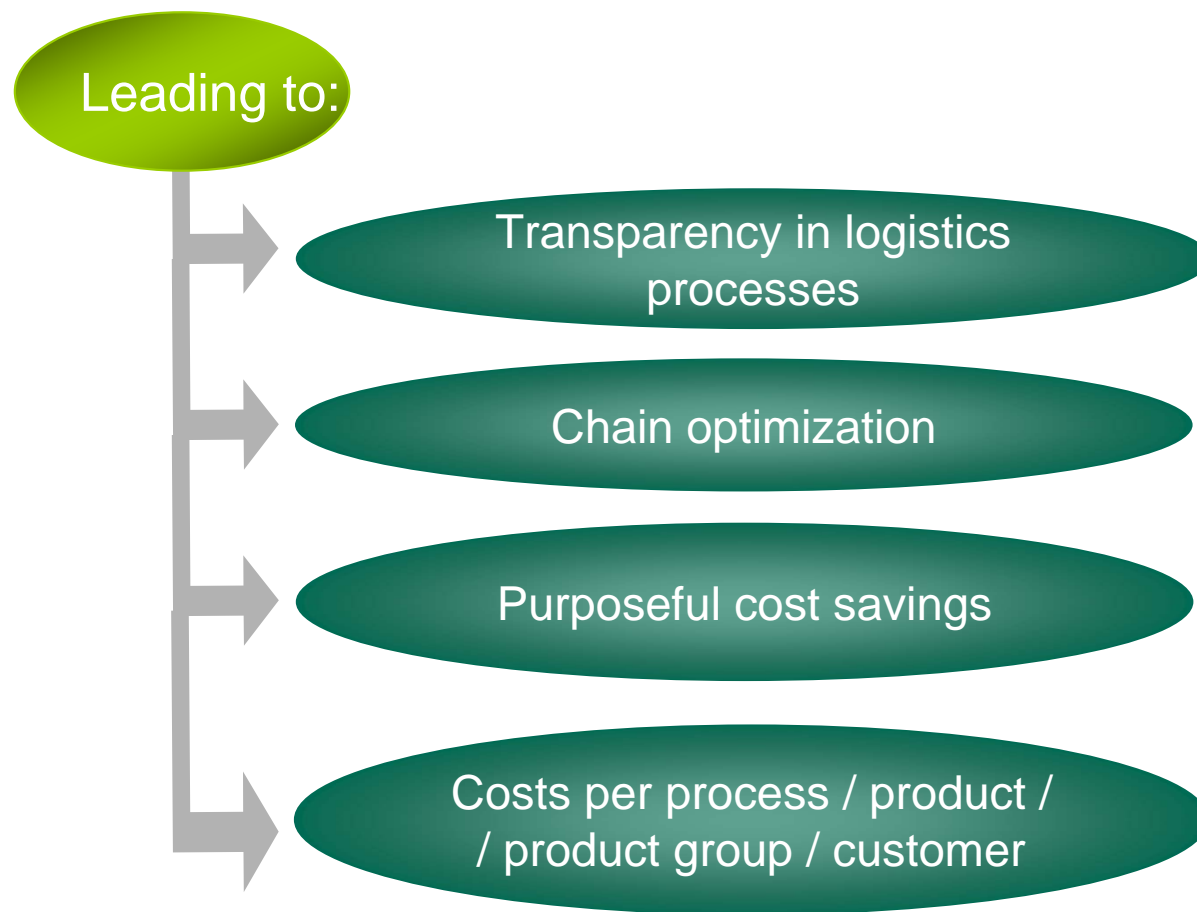 Leading to:
Transparency in logistics
processes
Chain optimization
Purposeful cost savings
Costs per process / product /
/ product group / customer